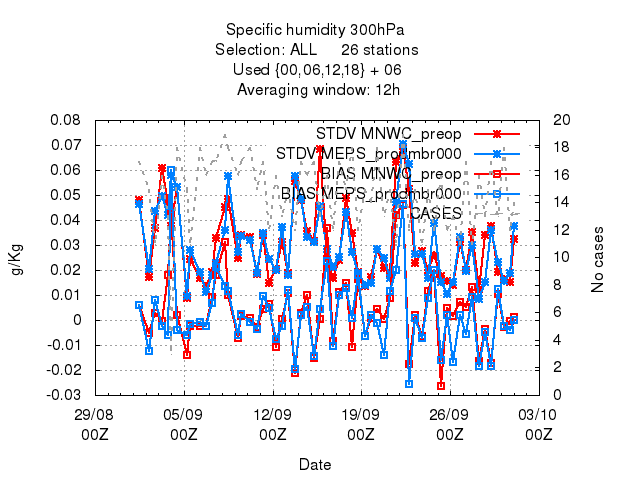 Specific humidity 300hPa
Selection: ALL 26 stations
Used {00,06,12,18} + 06
Averaging window: 12h
STDV MNWC_preop
STDV MEPS_prodmbr000
BIAS MNWC_preop
BIAS MEPS_prodmbr000
CASES
0.08
0.07
0.06
0.05
0.04
0.03
0.02
0.01
0
-0.01
-0.02
-0.03
g/Kg
20
18
16
14
12
10
8
6
4
2
0
No cases
29/08 05/09 12/09 19/09 26/09 03/10
00Z 00Z 00Z 00Z 00Z 00Z
Date